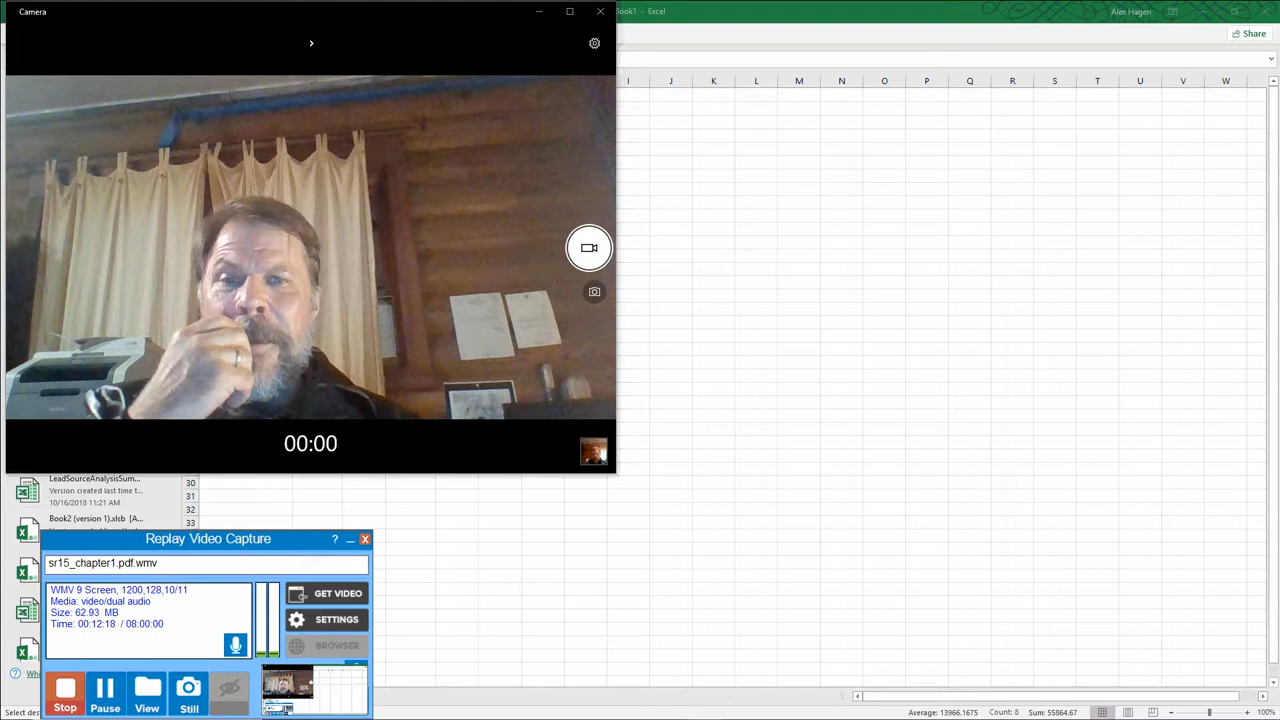 Camera
Book1 - Excel
Alex Hagen
Share
I J K L M N O P Q R S T U V W
00:00
LeadSourceAnalysisSum...
Version created last time t...
10/16/2018 11:21 AM
Book2 (version 1).xlsb [A...
30
31
32
33
Replay Video Capture
sr15_chapter1.pdf.wmv
WMV 9 Screen, 1200,128,10/11
Media: video/dual audio
Size: 62.93 MB
Time: 00:12:18 / 08:00:00
GET VIDEO
SETTINGS
BROWSER
Stop
Pause
View
Still
Average: 13966.1675
Count: 8
Sum: 55864.67
100%